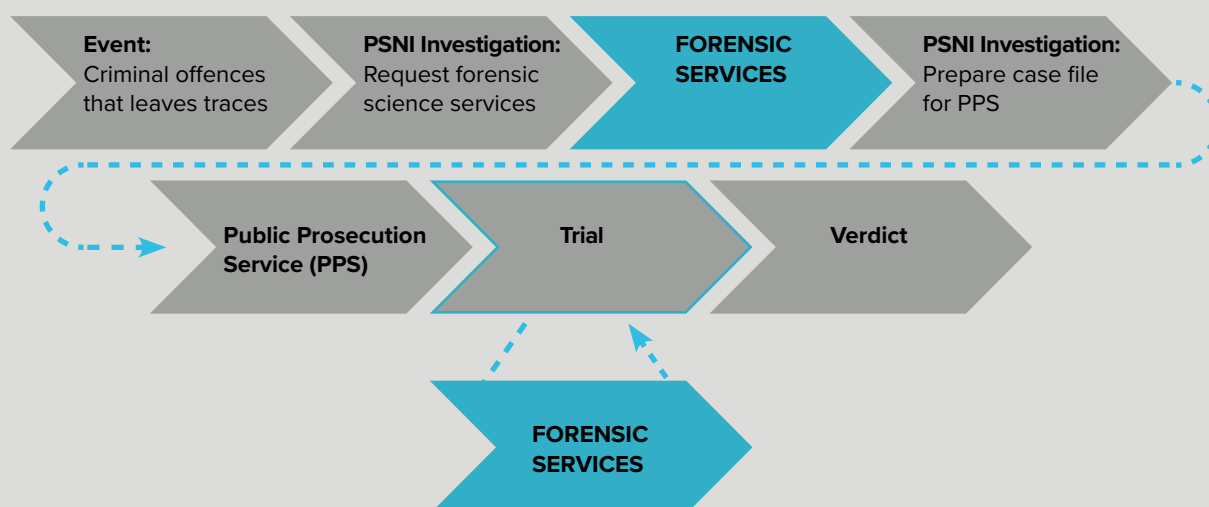 Event:
Criminal offences
that leaves traces
PSNI Investigation:
Request forensic
science services
FORENSIC
SERVICES
PSNI Investigation:
Prepare case file
for PPS
Public Prosecution
Service (PPS)
Trial
Verdict
FORENSIC
SERVICES